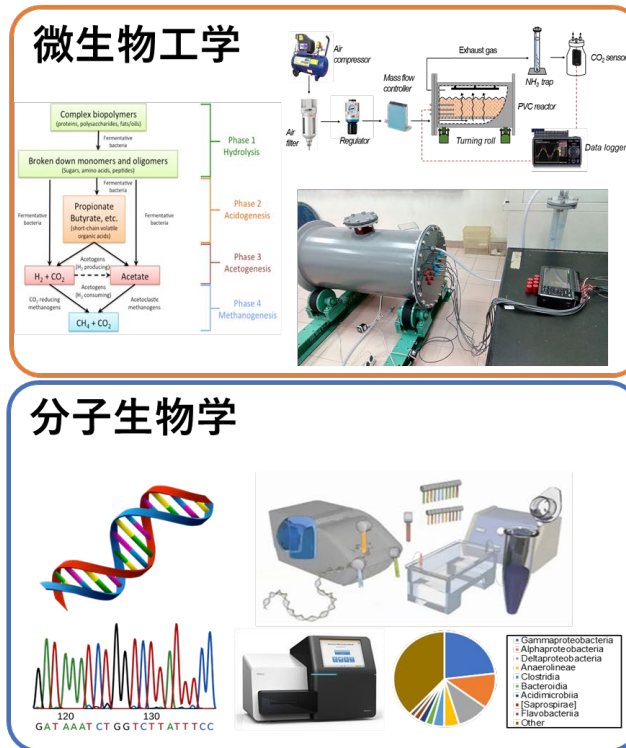 微生物工学
Complex biopolymers
(proteins, polysaccharides, fats/oils)
Fermentative
bacteria
Broken down monomers and oligomers
(Sugars, amino acids, peptides)
Fermentative
bacteria
Fermentative
bacteria
Fermentative
bacteria
Propionate
Butyrate, etc.
(short-chain volatile
organic acids)
Acetogens
(H₂ producing)
H₂ + CO₂
Acetate
Acetogens
(H₂ consuming)
CO₂ reducing
methanogens
Acetoclastic
methanogens
CH₄ + CO₂
Phase 1
Hydrolysis
Phase 2
Acidogenesis
Phase 3
Acetogenesis
Phase 4
Methanogenesis
Air
compressor
Air
filter
Regulator
Mass flow
controller
Exhaust gas
NH₃ trap
CO₂ sensor
PVC reactor
Turning roll
Data logger
分子生物学
120 130
GATAAATCTGGTCTTATTTCC
Gammaproteobacteria
Alphaproteobacteria
Deltaproteobacteria
Anaerolineae
Clostridia
Bacteroidia
Acidimicrobiia
[Saprospirae]
Flavobacteriia
Other